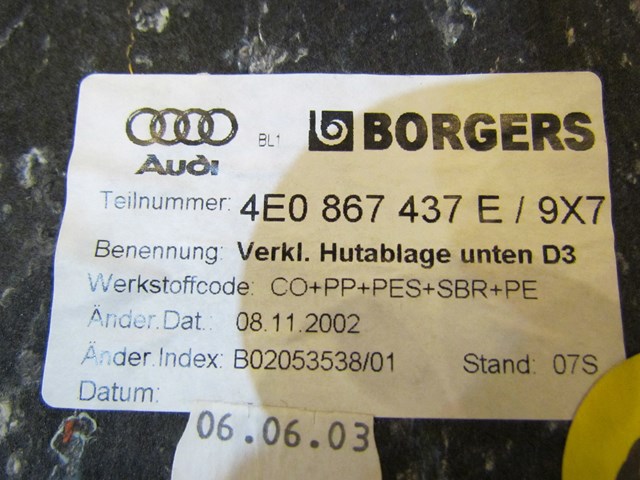 Audi BL1 BORGERS
Teilnummer: 4E0 867 437 E / 9X7
Benennung: Verkl. Hutablage unten D3
Werkstoffcode: CO+PP+PES+SBR+PE
Änder.Dat.: 08.11.2002
Änder.Index: B02053538/01 Stand: 07S
Datum:
06.06.03